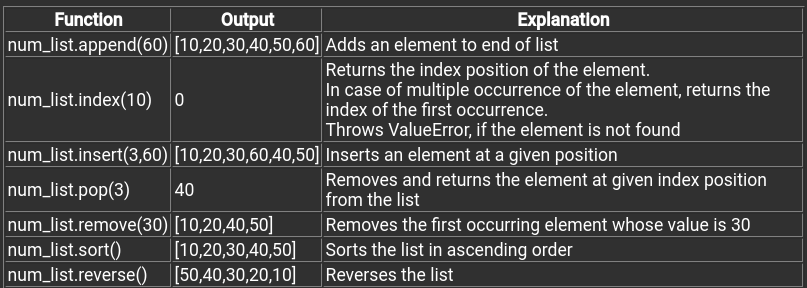 Function Output Explanation
num_list.append(60) [10,20,30,40,50,60] Adds an element to end of list
Returns the index position of the element.
In case of multiple occurrence of the element, returns the
num_list.index(10) 0
index of the first occurrence.
Throws ValueError, if the element is not found
num_list.insert(3,60) [10,20,30,60,40,50] Inserts an element at a given position
num_list.pop(3) 40 Removes and returns the element at given index position
from the list
num_list.remove(30) [10,20,40,50] Removes the first occurring element whose value is 30
num_list.sort() [10,20,30,40,50] Sorts the list in ascending order
num_list.reverse() [50,40,30,20,10] Reverses the list